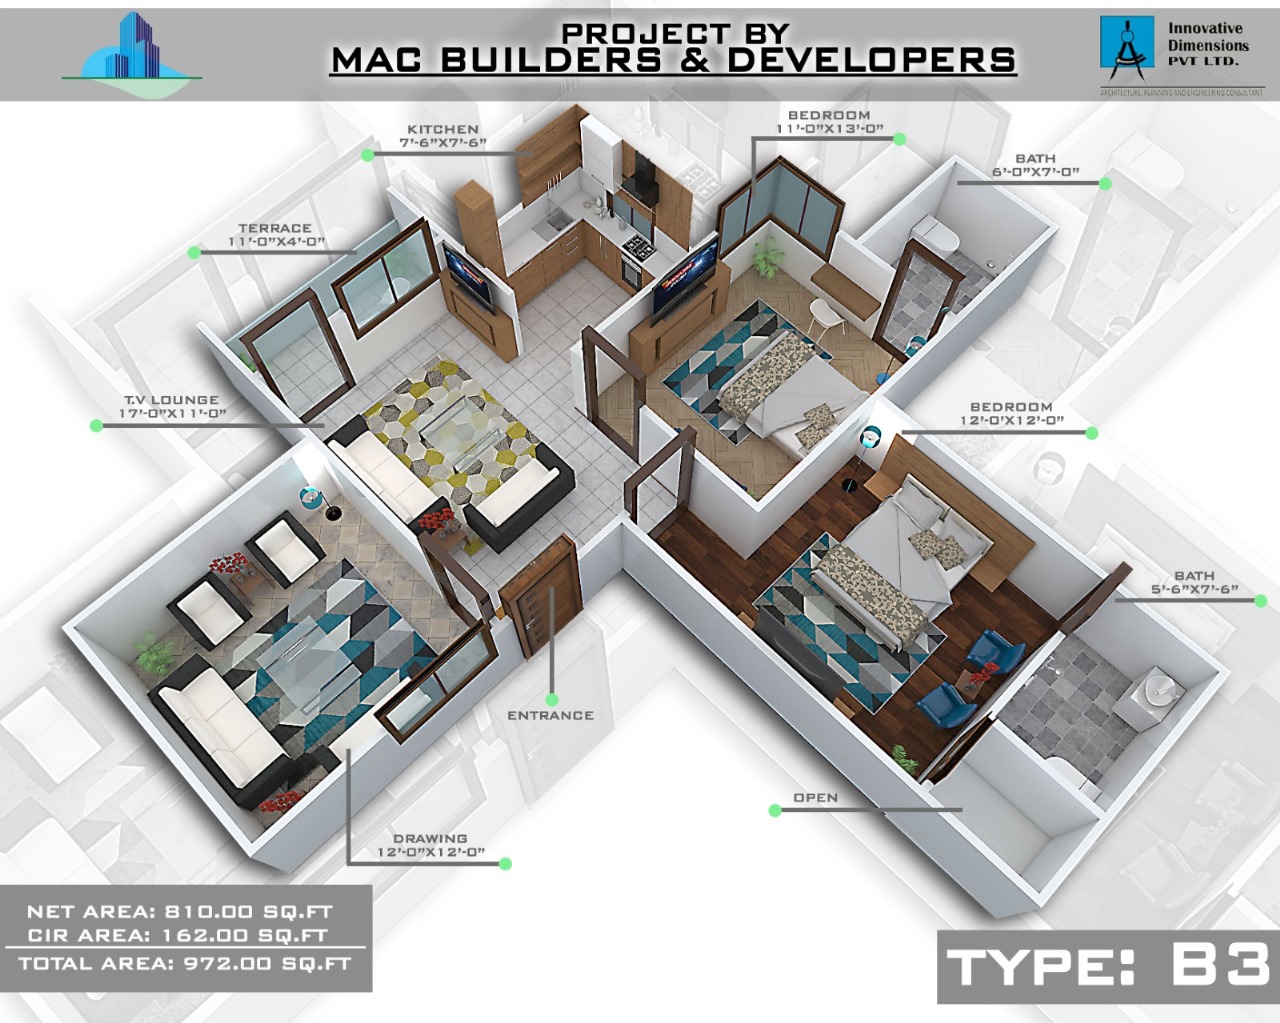 PROJECT BY
MAC BUILDERS & DEVELOPERS
Innovative
Dimensions
PVT LTD.
ARCHITECTURE, PLANNING AND ENGINEERING CONSULTANT
KITCHEN
7'-6"X7'-6"
BEDROOM
11'-0"X13'-0"
BATH
6'-0"X7'-0"
TERRACE
11'-0"X4'-0"
T.V LOUNGE
17'-0"X11'-0"
BEDROOM
12'-0'X12'-0"
BATH
5'-6"X7'-6"
ENTRANCE
OPEN
DRAWING
12'-0"X12'-0"
NET AREA: 810.00 SQ.FT
CIR AREA: 162.00 SQ.FT
TOTAL AREA: 972.00 SQ.FT
TYPE: B3